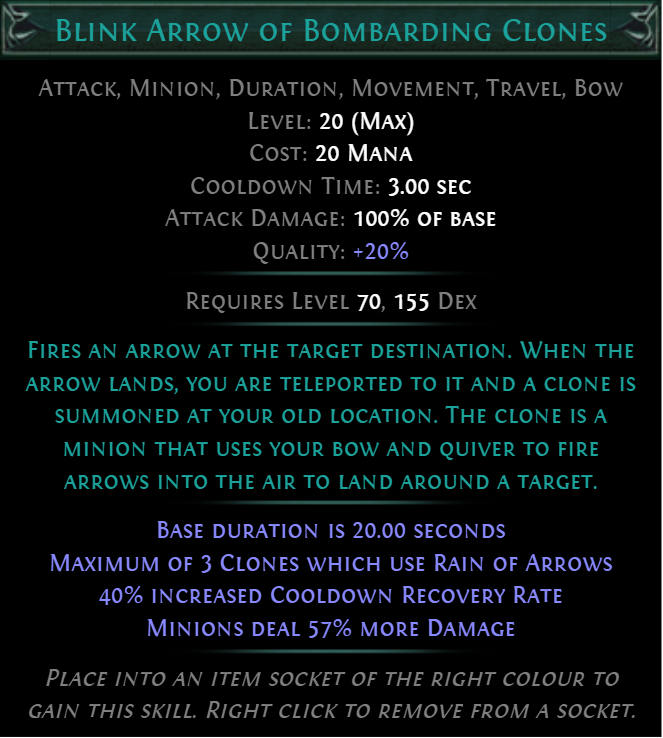 Blink Arrow of Bombarding Clones
Attack, Minion, Duration, Movement, Travel, Bow
Level: 20 (Max)
Cost: 20 Mana
Cooldown Time: 3.00 sec
Attack Damage: 100% of base
Quality: +20%
Requires Level 70, 155 Dex
Fires an arrow at the target destination. When the
arrow lands, you are teleported to it and a clone is
summoned at your old location. The clone is a
minion that uses your bow and quiver to fire
arrows into the air to land around a target.
Base duration is 20.00 seconds
Maximum of 3 Clones which use Rain of Arrows
40% increased Cooldown Recovery Rate
Minions deal 57% more Damage
Place into an item socket of the right colour to
gain this skill. Right click to remove from a socket.